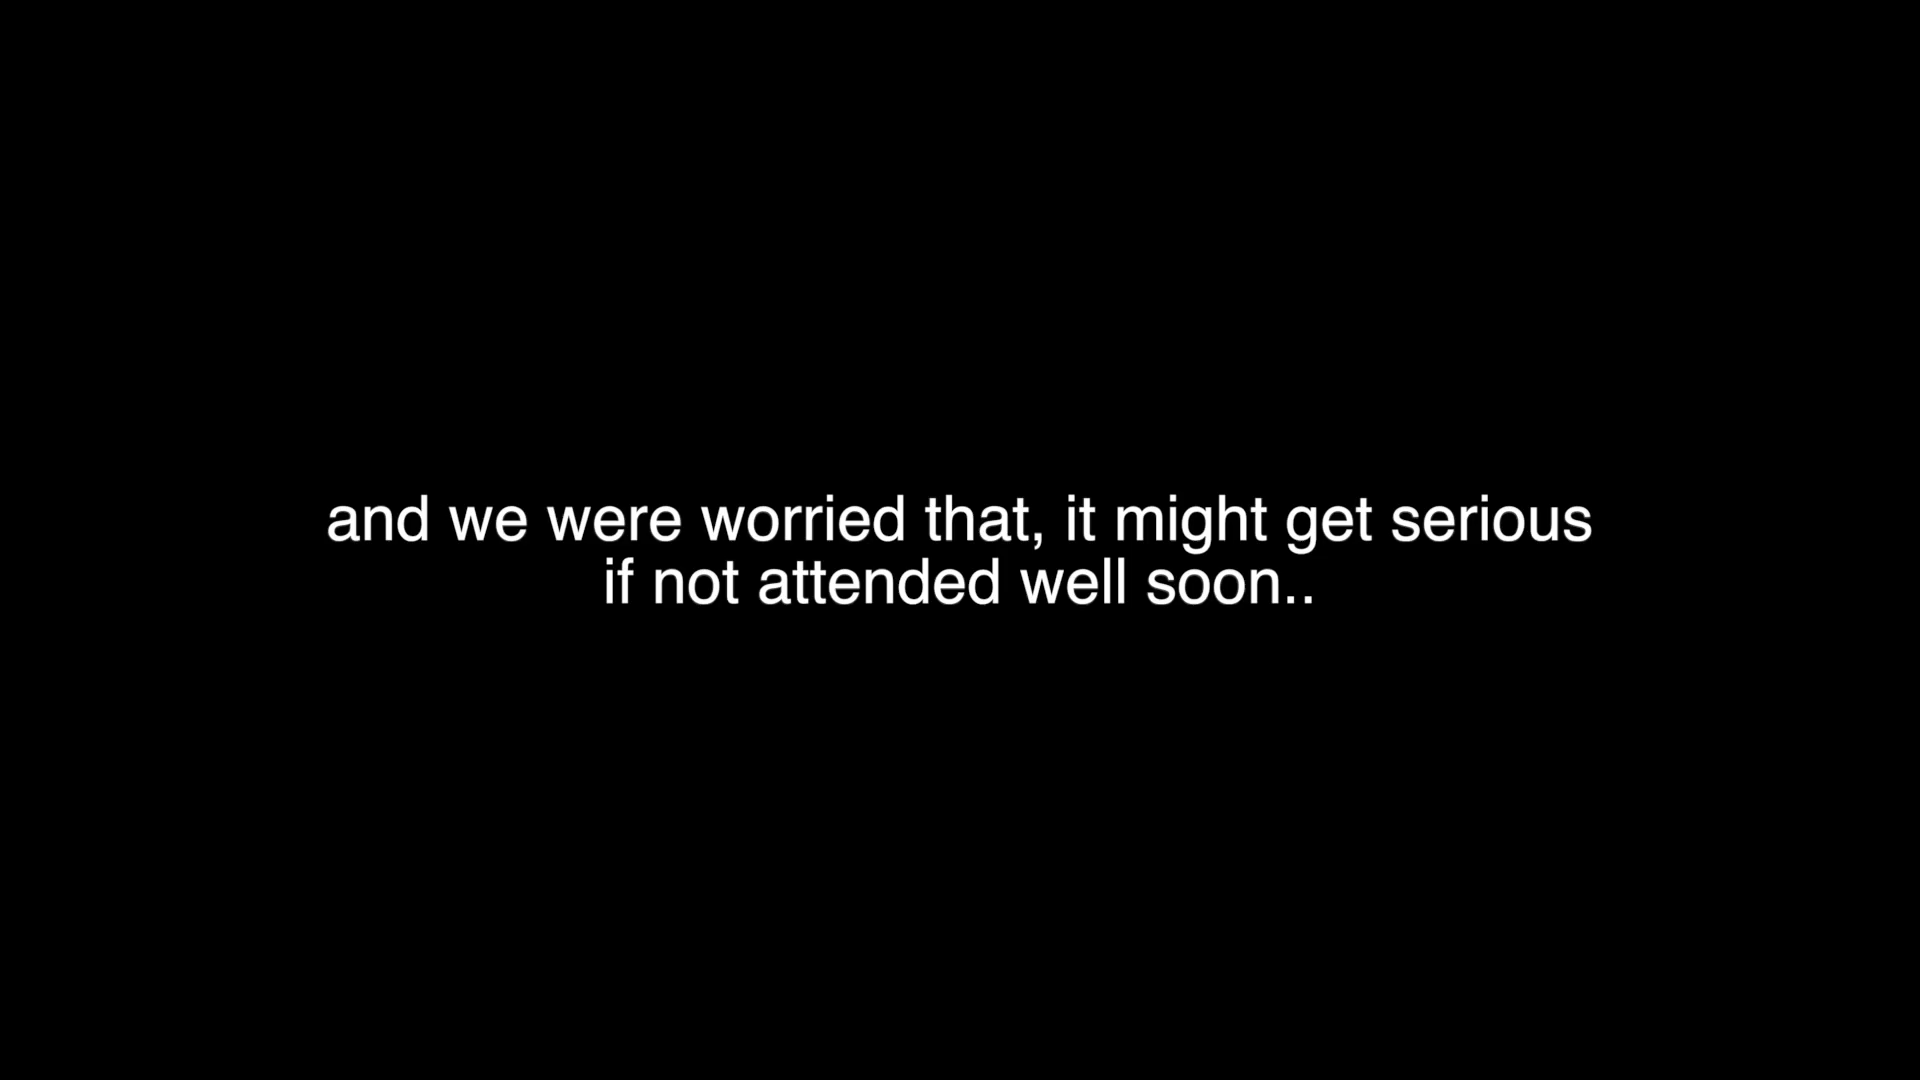 and we were worried that, it might get serious
if not attended well soon..